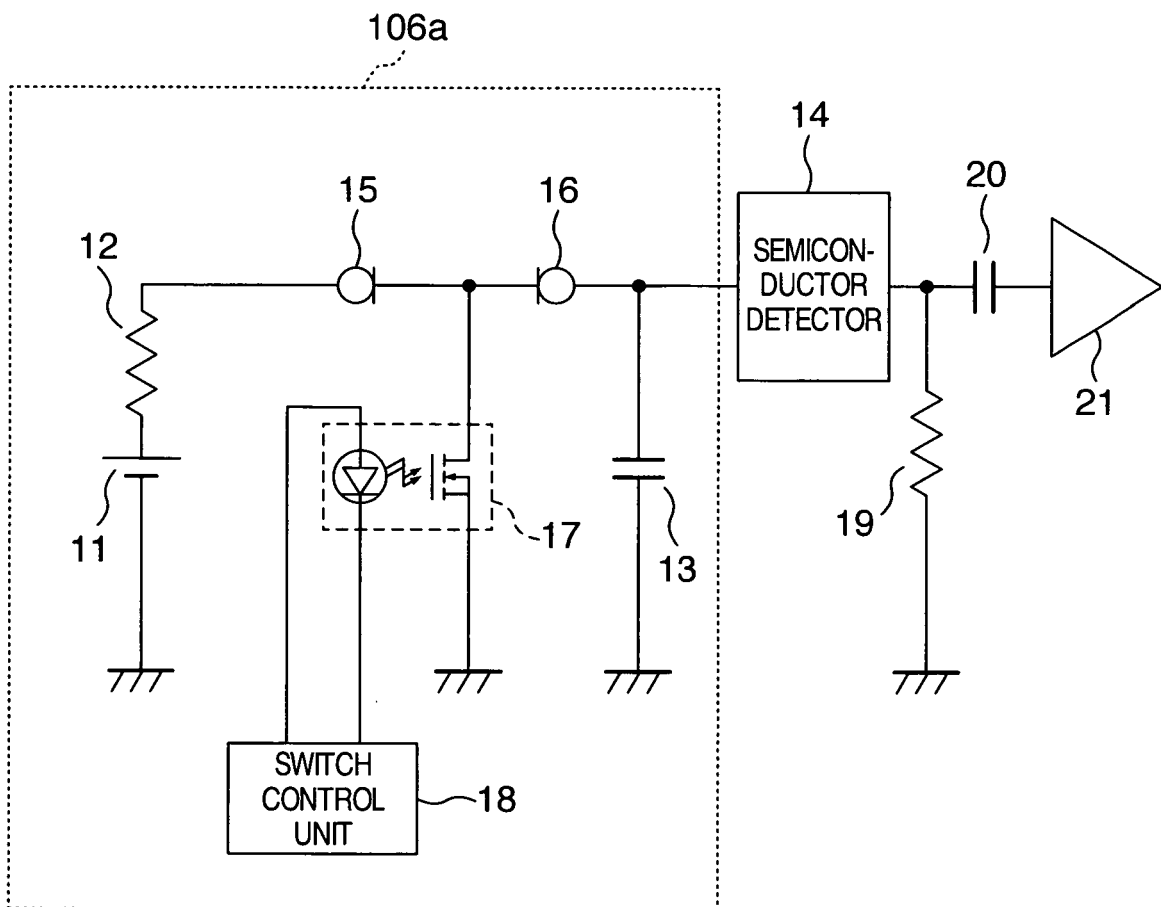 106a
14
20
15
16
12
SEMICON-
DUCTOR
DETECTOR
21
11
17
13
19
SWITCH
CONTROL
UNIT
18